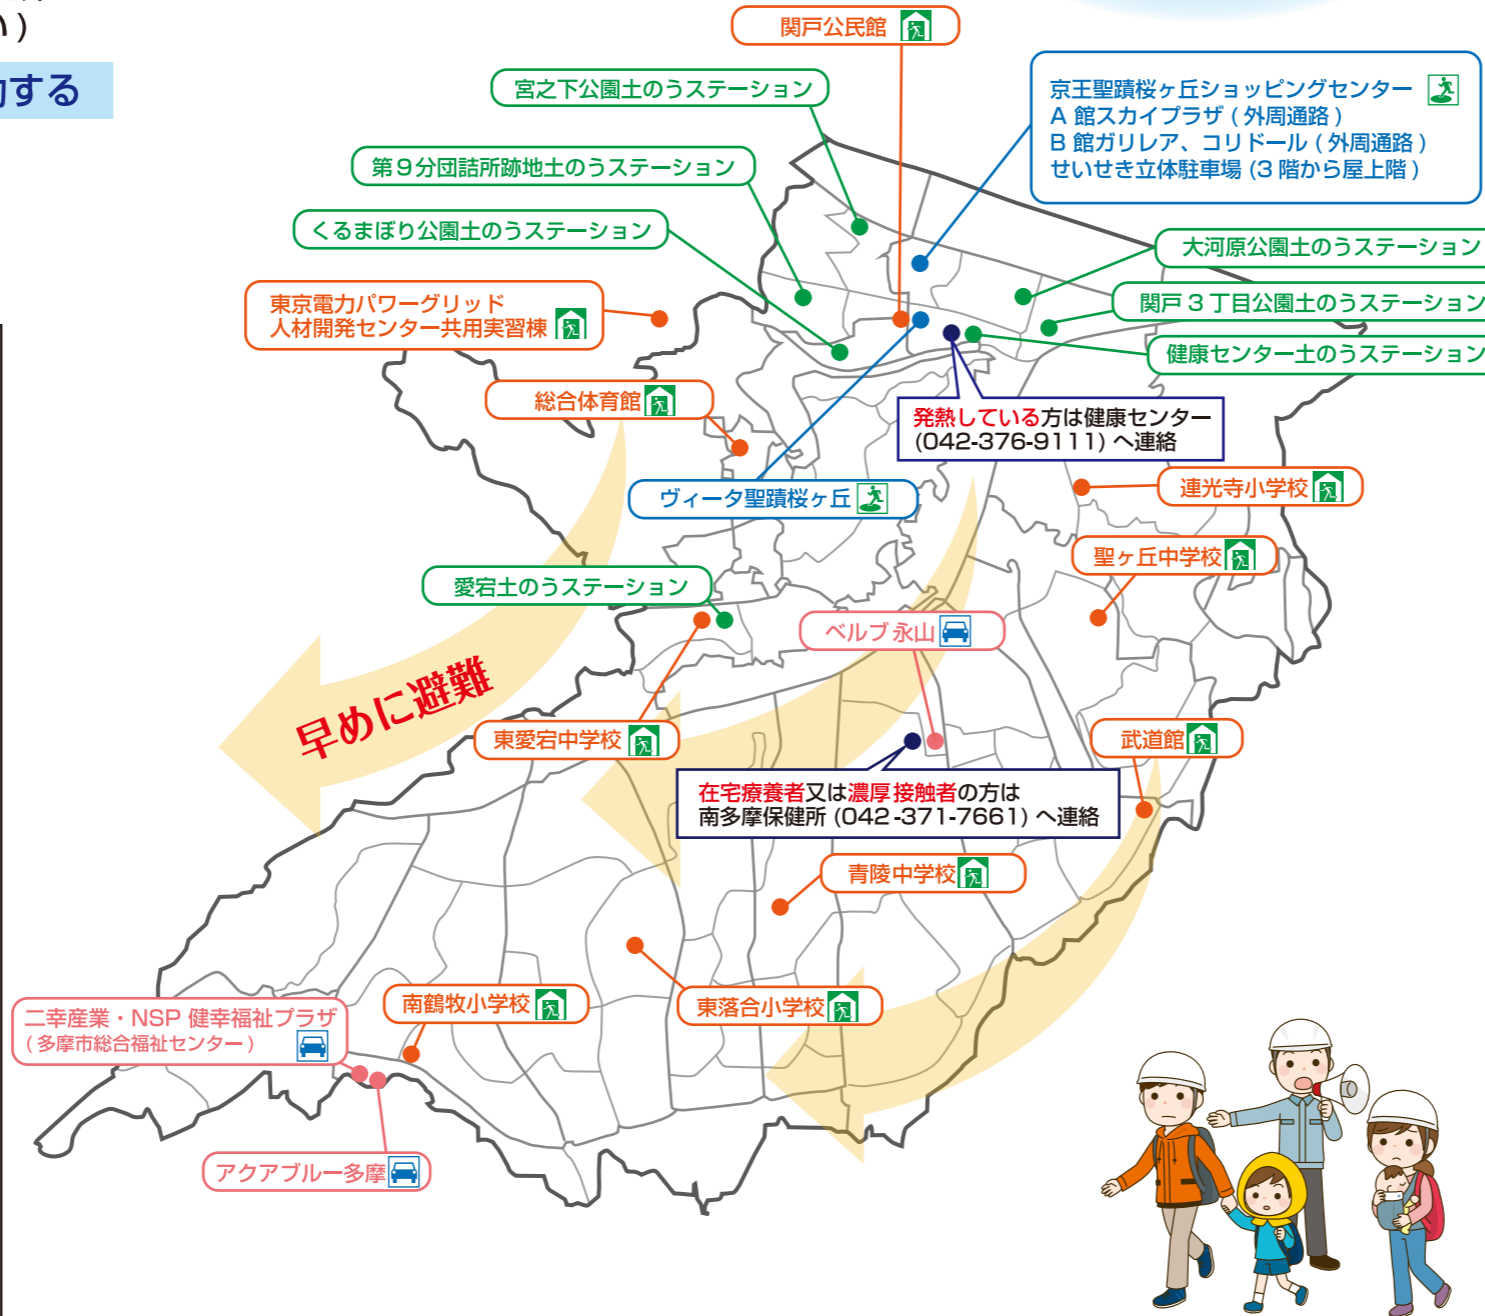 い)
する
関戸公民館
宮之下公園土のうステーション
京王聖蹟桜ヶ丘ショッピングセンター
A 館スカイプラザ ( 外周通路 )
B 館ガリレア、コリドール ( 外周通路 )
せいせき立体駐車場 (3 階から屋上階 )
第9分団詰所跡地土のうステーション
くるまぼり公園土のうステーション
大河原公園土のうステーション
東京電力パワーグリッド
人材開発センター共用実習棟
関戸 3 丁目公園土のうステーション
健康センター土のうステーション
総合体育館
発熱している方は健康センター
(042-376-9111) へ連絡
ヴィータ聖蹟桜ヶ丘
連光寺小学校
聖ヶ丘中学校
愛宕土のうステーション
ベルブ永山
早めに避難
東愛宕中学校
武道館
在宅療養者又は濃厚接触者の方は
南多摩保健所 (042-371-7661) へ連絡
青陵中学校
南鶴牧小学校
東落合小学校
二幸産業・NSP 健幸福祉プラザ
( 多摩市総合福祉センター )
アクアブルー多摩